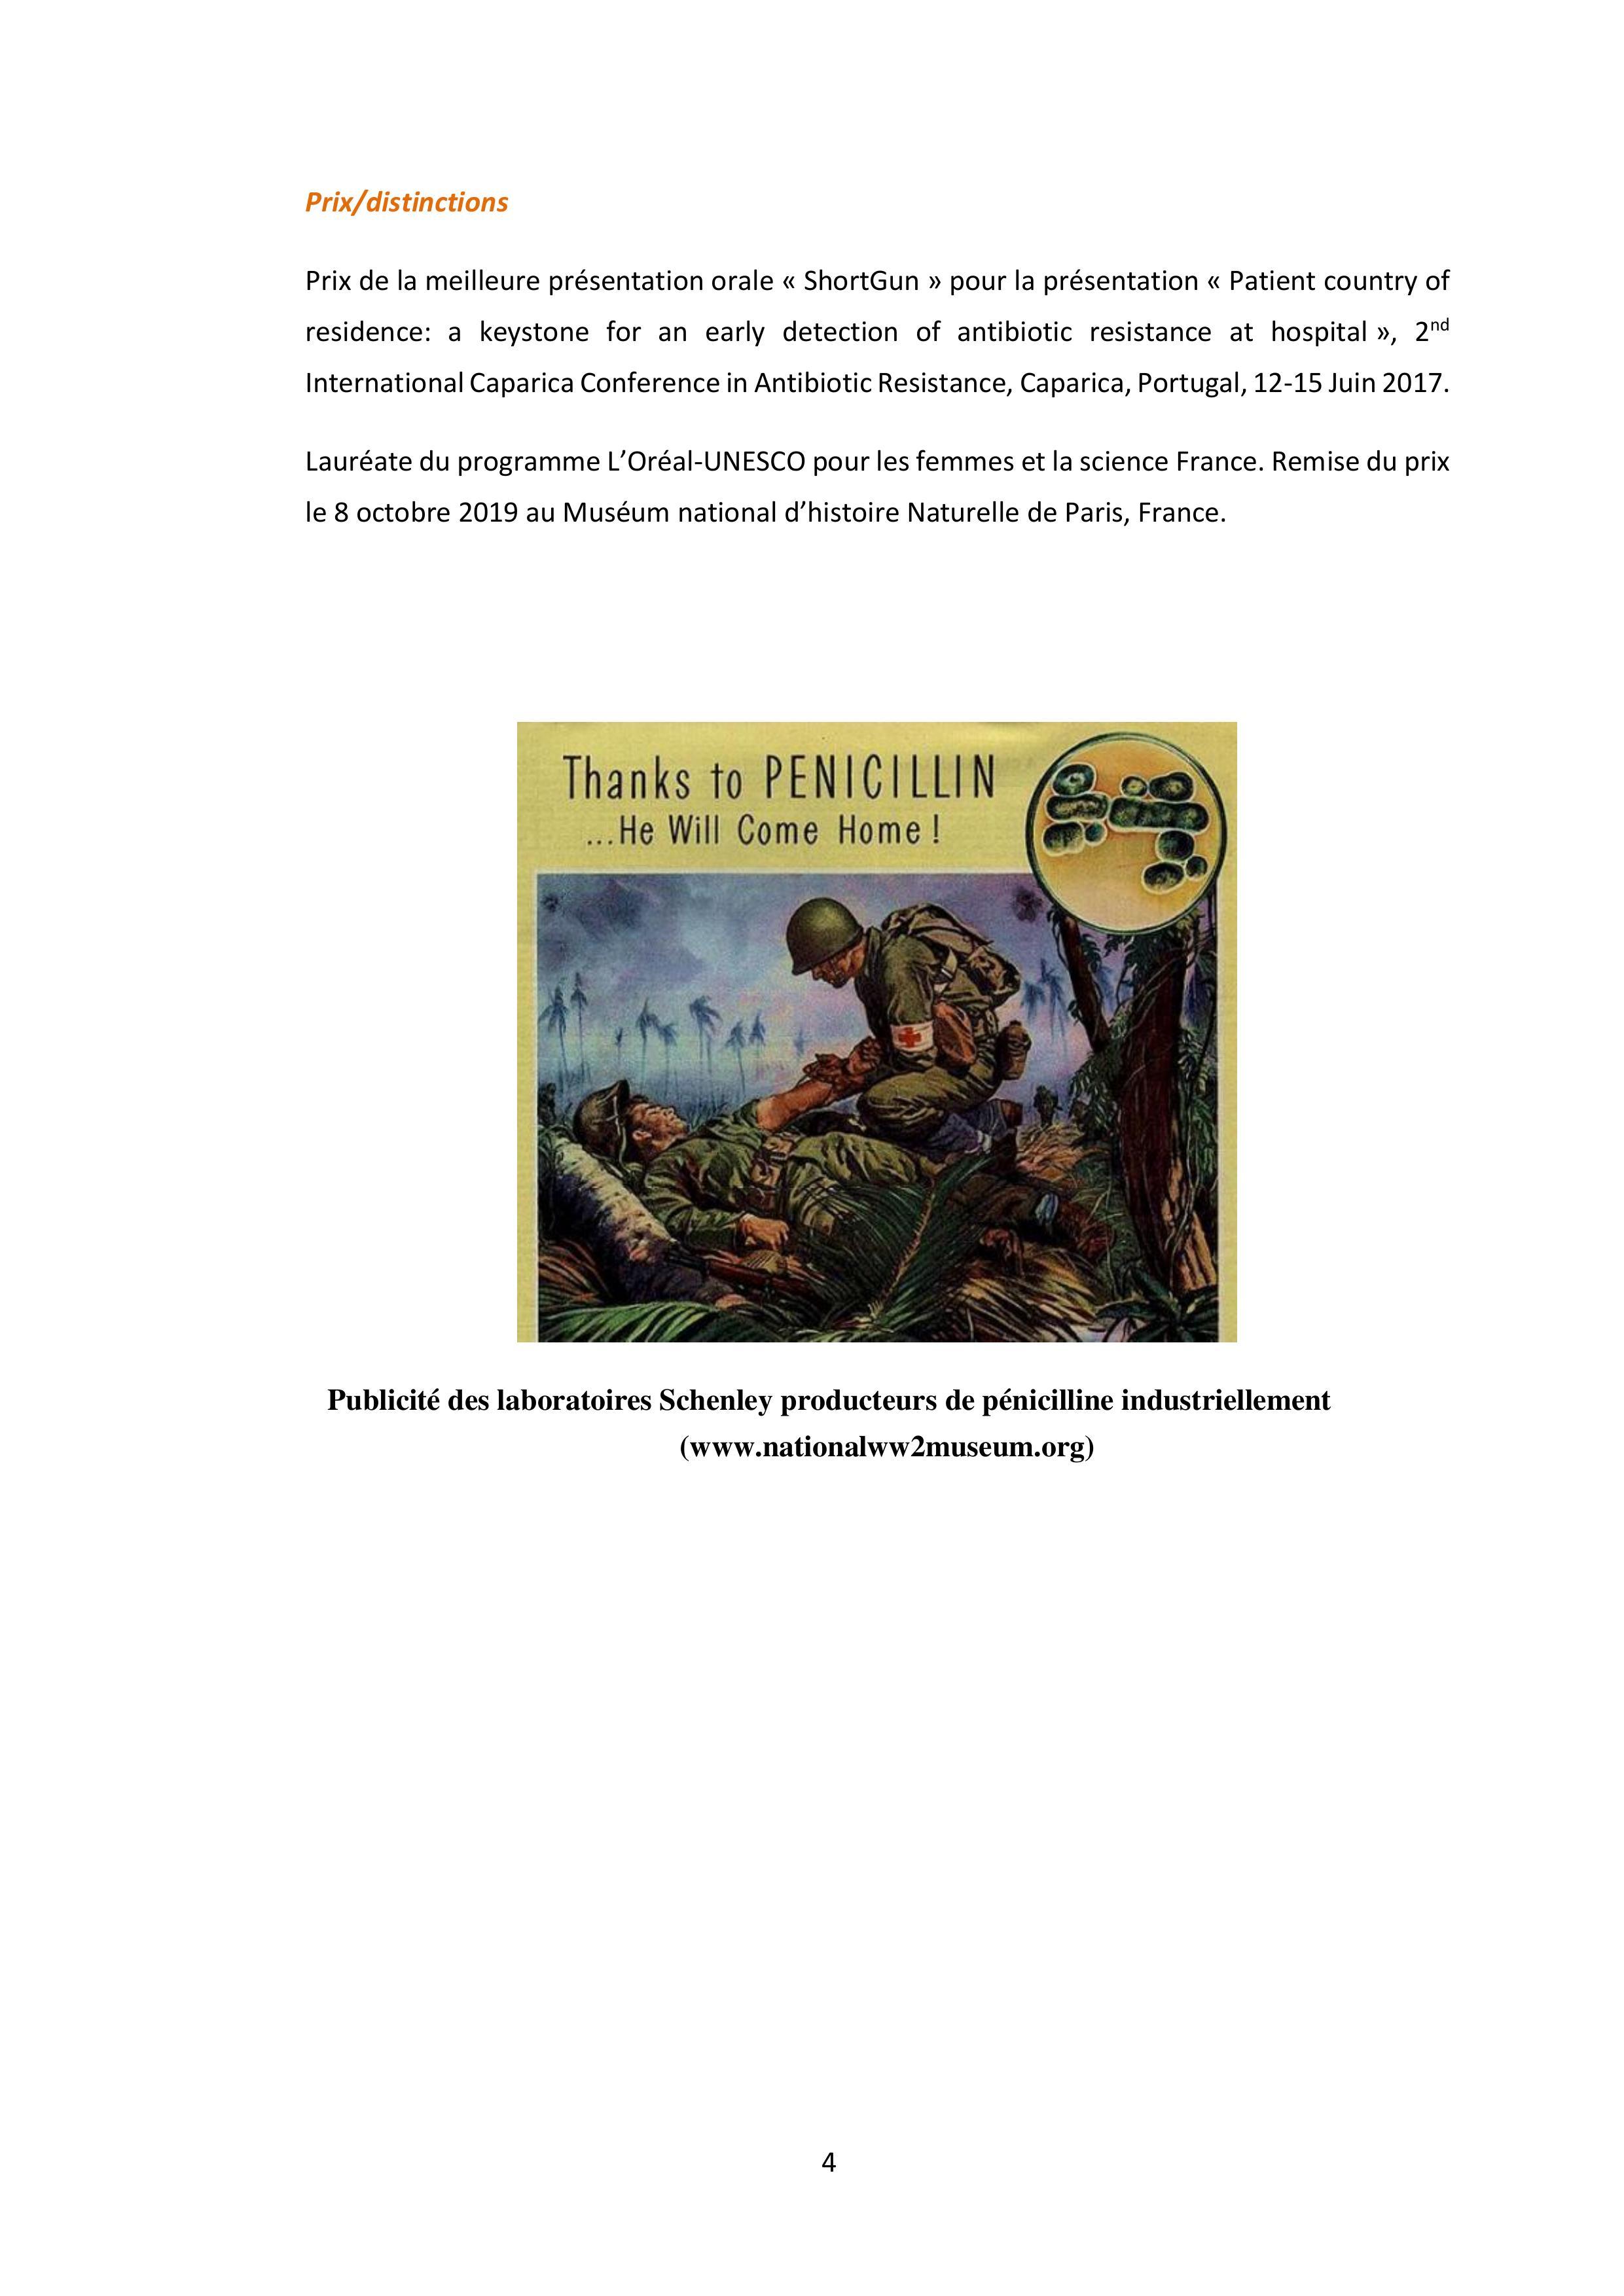 Prix/distinctions
Prix de la meilleure présentation orale « ShortGun » pour la présentation « Patient country of
residence: a keystone for an early detection of antibiotic resistance at hospital », 2nd
International Caparica Conference in Antibiotic Resistance, Caparica, Portugal, 12-15 Juin 2017.
Lauréate du programme L’Oréal-UNESCO pour les femmes et la science France. Remise du prix
le 8 octobre 2019 au Muséum national d’histoire Naturelle de Paris, France.
Thanks to PENICILLIN
...He Will Come Home !
Publicité des laboratoires Schenley producteurs de pénicilline industriellement
(www.nationalww2museum.org)
4